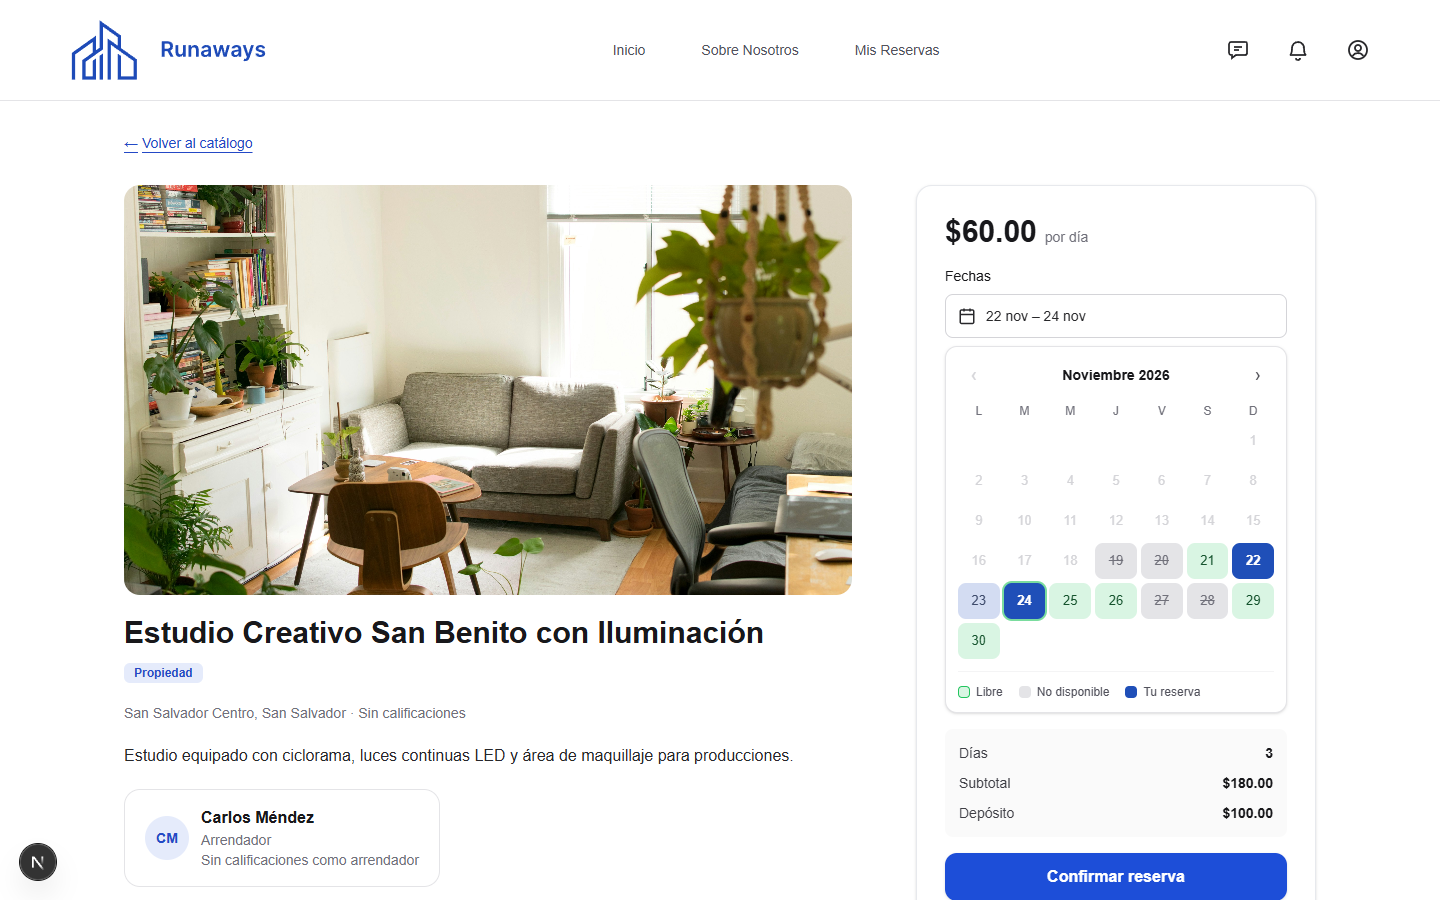 Runaways
Inicio
Sobre Nosotros
Mis Reservas
← Volver al catálogo
$60.00 por día
Fechas
22 nov – 24 nov
‹ Noviembre 2026 ›
L M M J V S D
1
2 3 4 5 6 7 8
9 10 11 12 13 14 15
16 17 18 19 20 21 22
23 24 25 26 27 28 29
30
Libre No disponible Tu reserva
Días 3
Subtotal $180.00
Depósito $100.00
Confirmar reserva
Estudio Creativo San Benito con Iluminación
Propiedad
San Salvador Centro, San Salvador · Sin calificaciones
Estudio equipado con ciclorama, luces continuas LED y área de maquillaje para producciones.
CM
Carlos Méndez
Arrendador
Sin calificaciones como arrendador
N